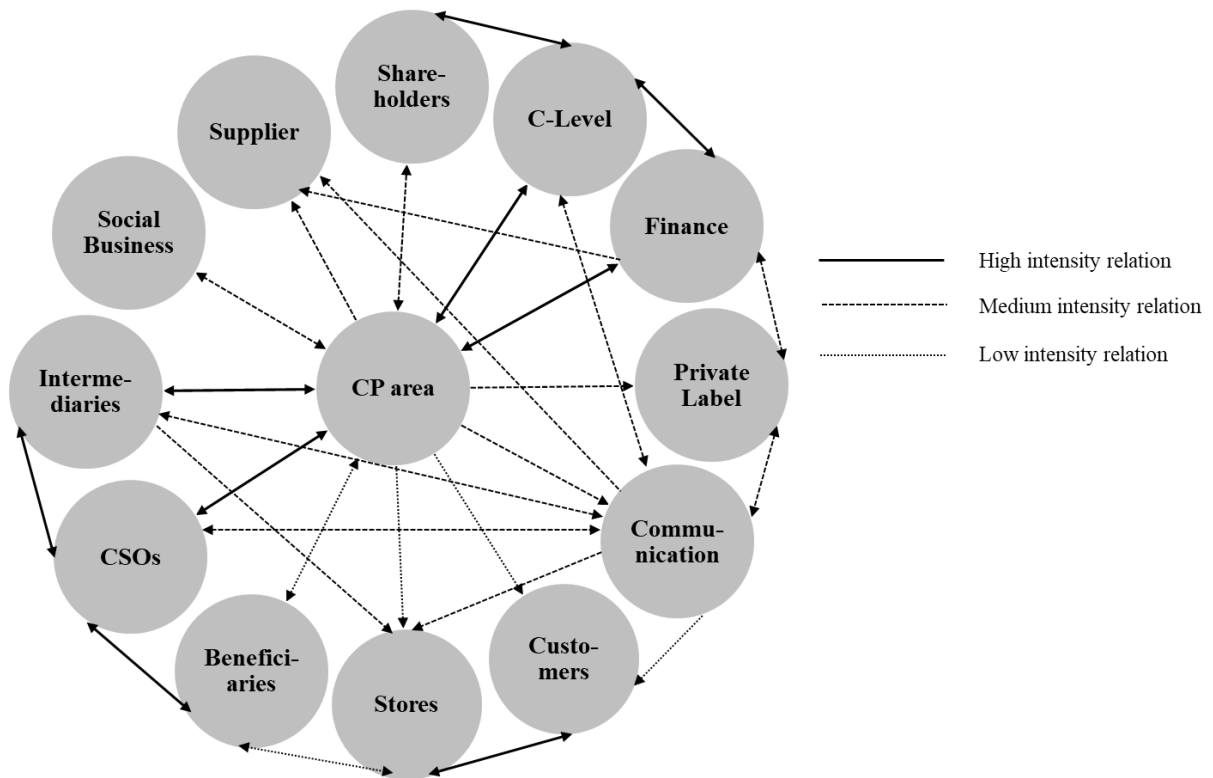 Share-
holders
C-Level
Supplier
Finance
Social
Business
High intensity relation
Medium intensity relation
Low intensity relation
Interme-
diaries
CP area
Private
Label
Commu-
nication
CSOs
Benefici-
aries
Custo-
mers
Stores